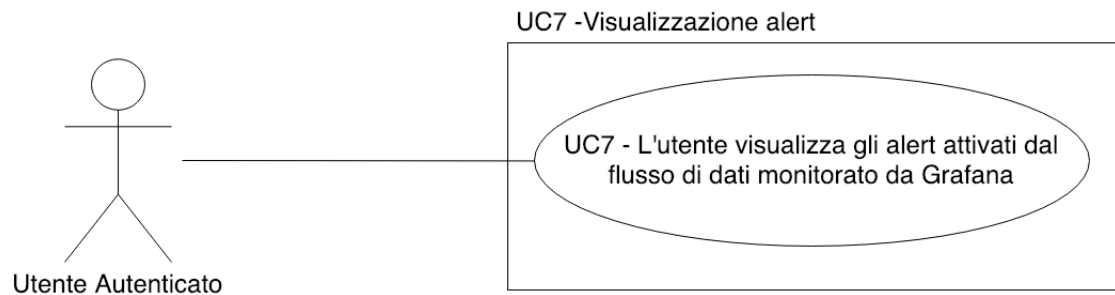 UC7 -Visualizzazione alert
UC7 - L'utente visualizza gli alert attivati dal
flusso di dati monitorato da Grafana
Utente Autenticato